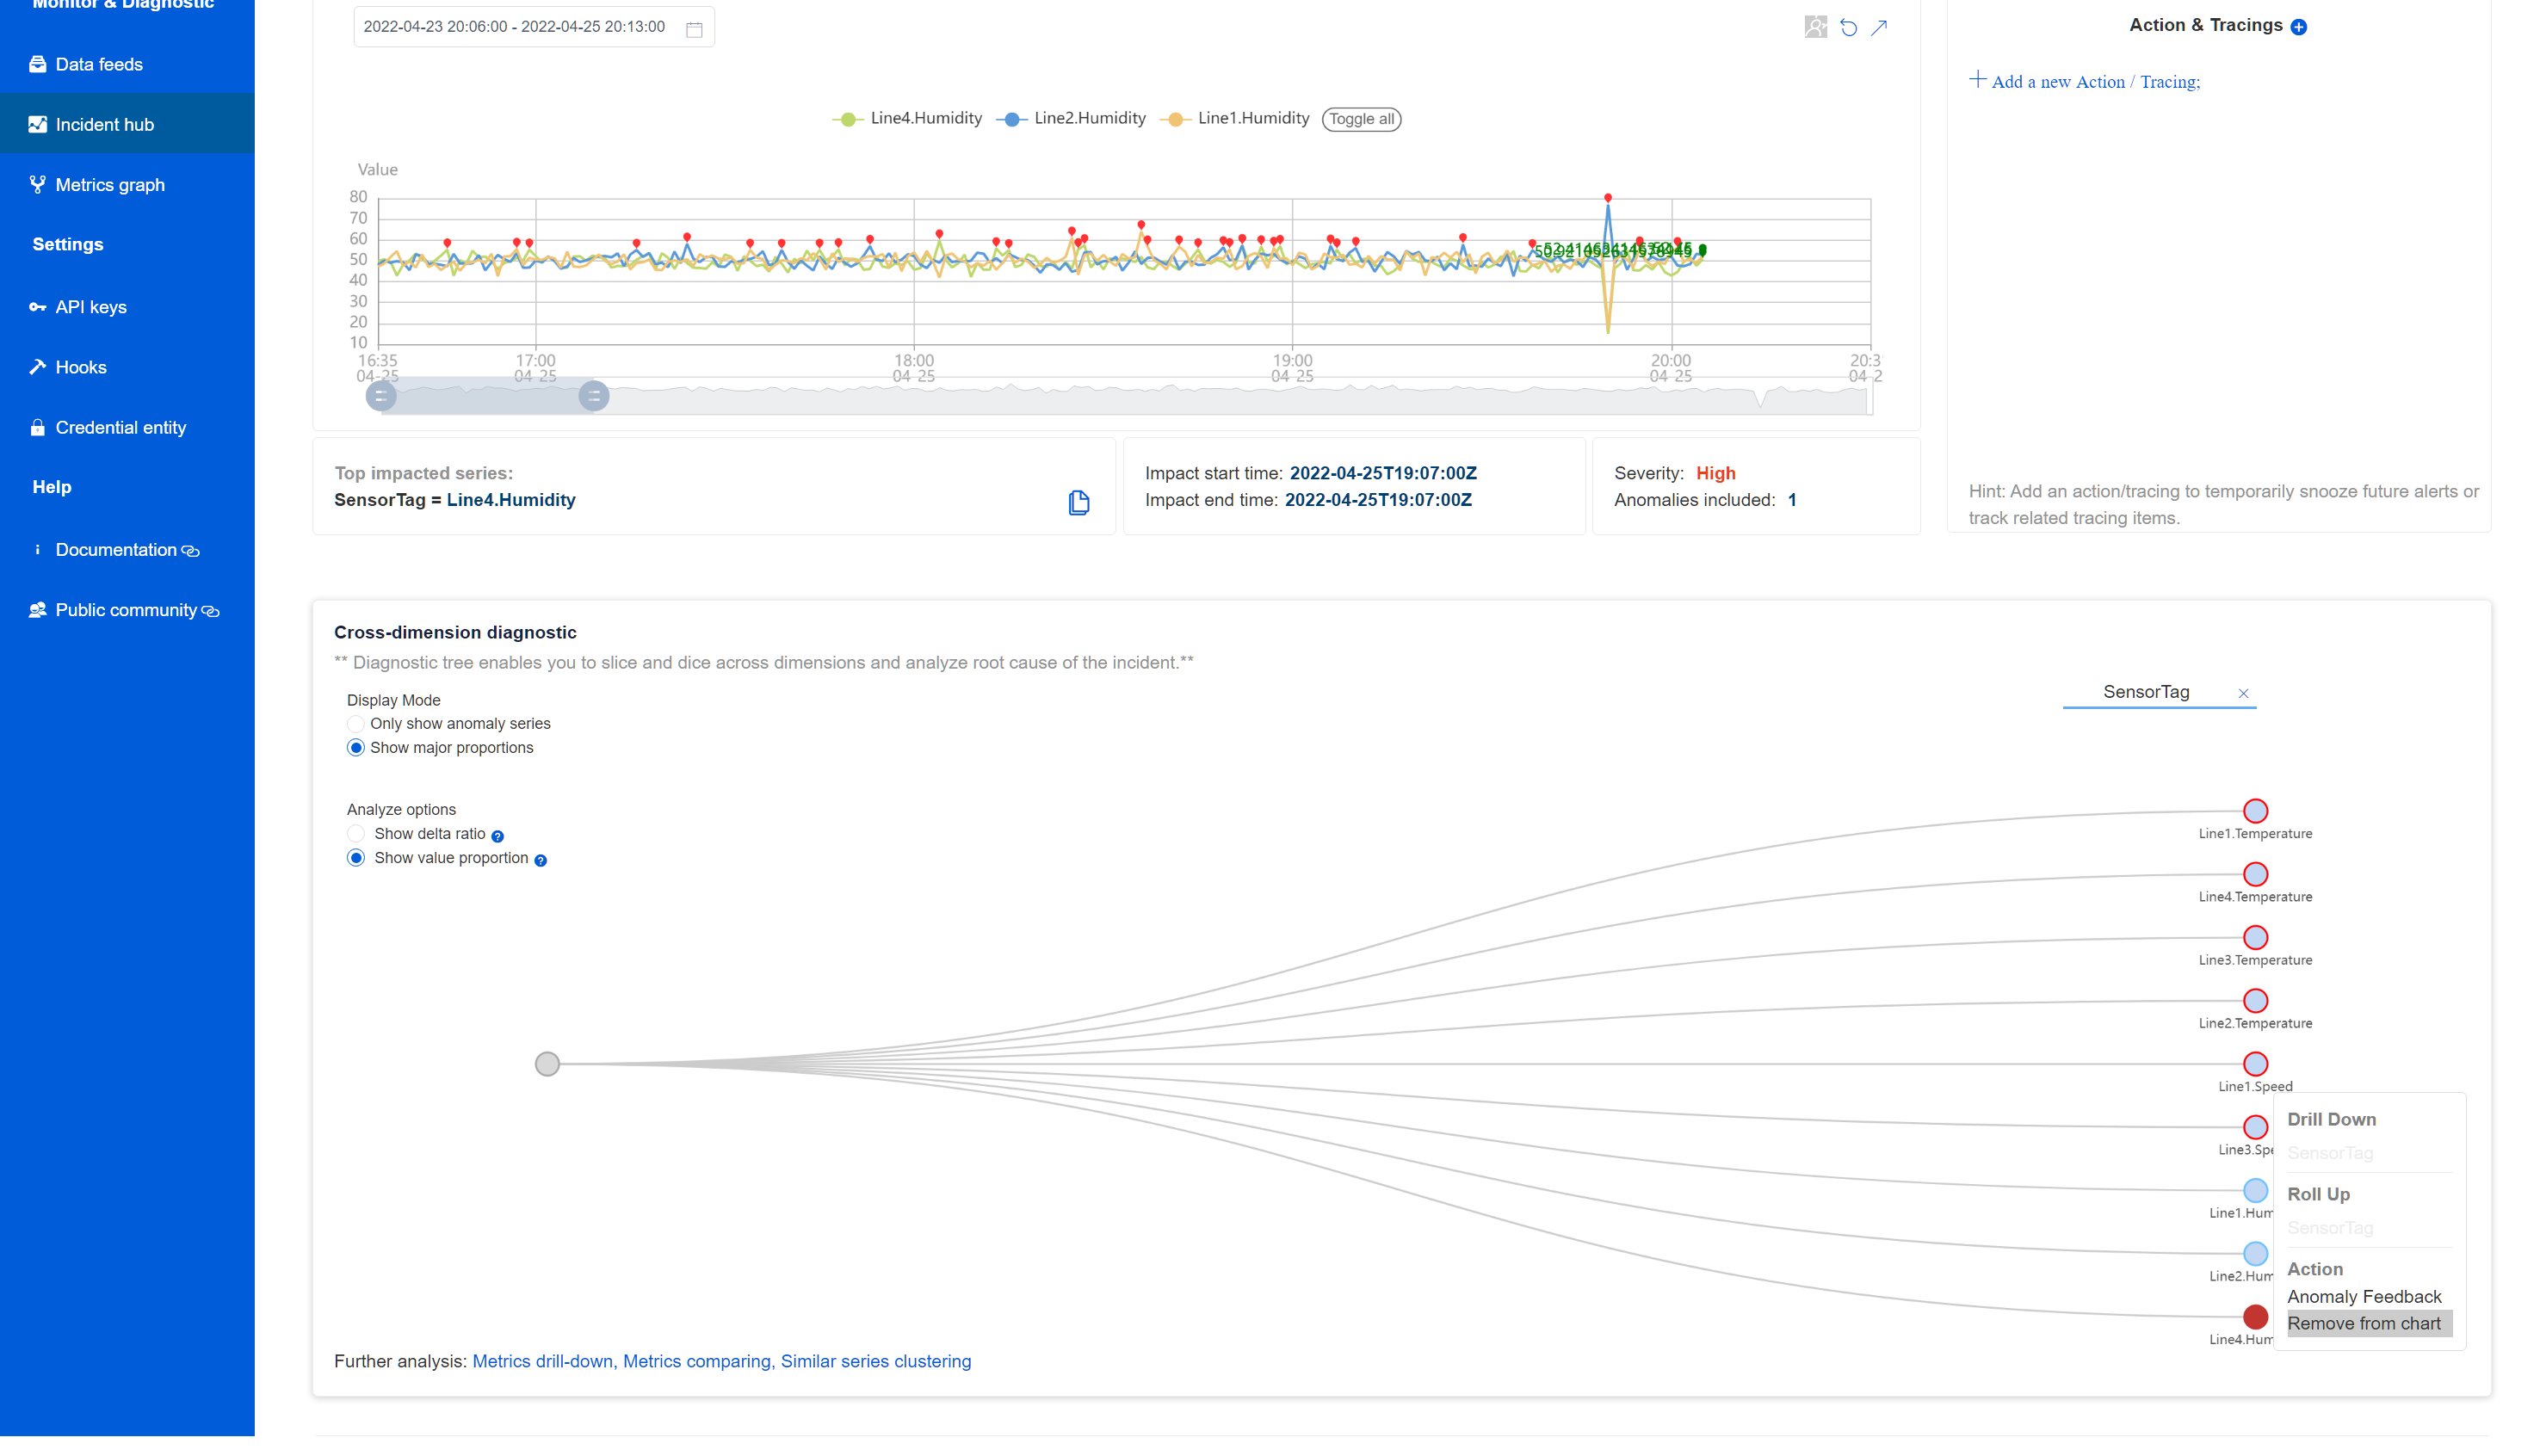 Monitor & Diagnostic
Data feeds
Incident hub
Metrics graph
Settings
API keys
Hooks
Credential entity
Help
Documentation
Public community
2022-04-23 20:06:00 - 2022-04-25 20:13:00
Line4.Humidity Line2.Humidity Line1.Humidity Toggle all
Value
80
70
60
50
40
30
20
10
16:35 17:00 18:00 19:00 20:00 20:3
04-25 04-25 04-25 04-25 04-25 04-2
Top impacted series:
SensorTag = Line4.Humidity
Impact start time: 2022-04-25T19:07:00Z
Impact end time: 2022-04-25T19:07:00Z
Severity: High
Anomalies included: 1
Action & Tracings
Add a new Action / Tracing;
Hint: Add an action/tracing to temporarily snooze future alerts or
track related tracing items.
Cross-dimension diagnostic
** Diagnostic tree enables you to slice and dice across dimensions and analyze root cause of the incident.**
Display Mode
Only show anomaly series
Show major proportions
Analyze options
Show delta ratio
Show value proportion
SensorTag
Line1.Temperature
Line4.Temperature
Line3.Temperature
Line2.Temperature
Line1.Speed
Line3.Spe
Line1.Hum
Line2.Hum
Line4.Hum
Drill Down
SensorTag
Roll Up
SensorTag
Action
Anomaly Feedback
Remove from chart
Further analysis: Metrics drill-down, Metrics comparing, Similar series clustering